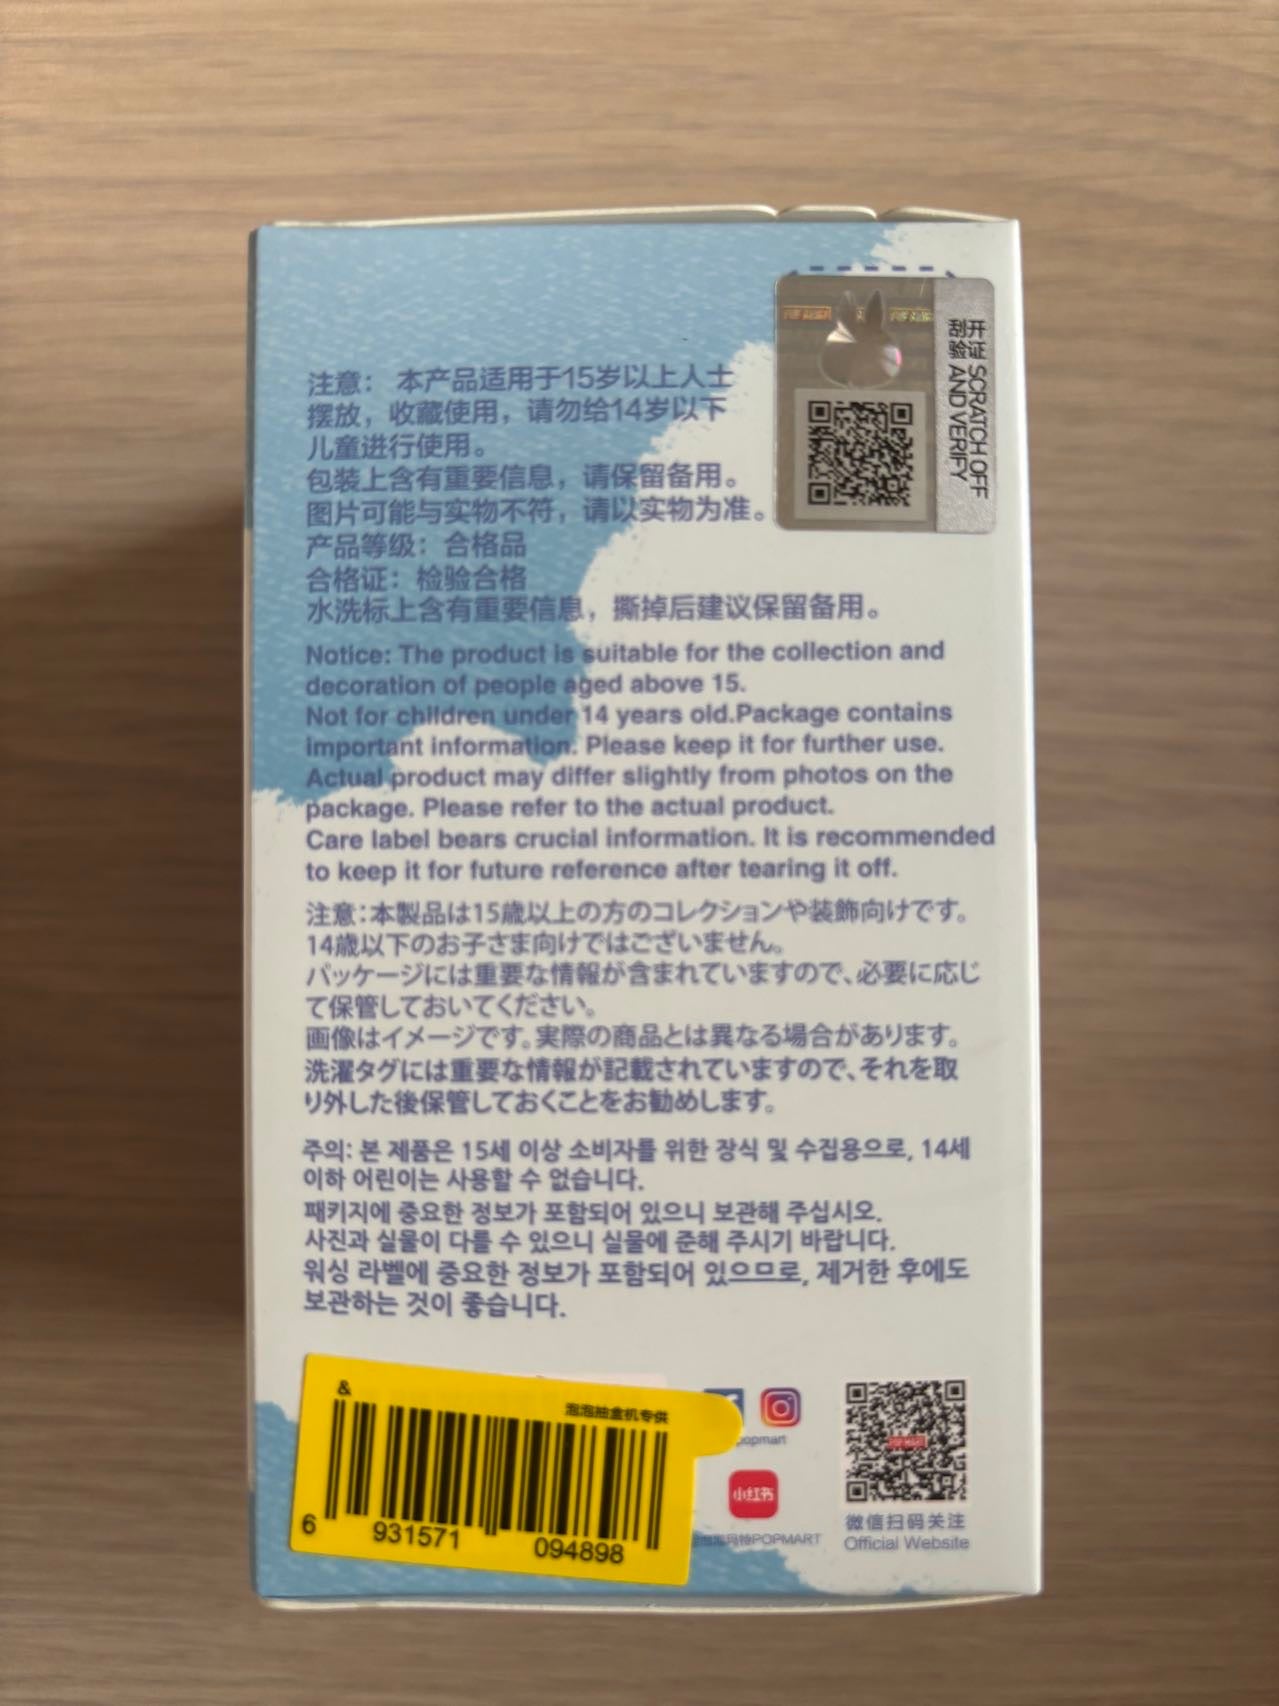 开证 SCRATCH OFF
刮验 AND VERIFY
注意： 本产品适用于15岁以上人士
摆放，收藏使用，请勿给14岁以下
儿童进行使用。
包装上含有重要信息，请保留备用。
图片可能与实物不符，请以实物为准。
产品等级：合格品
合格证：检验合格
水洗标上含有重要信息，撕掉后建议保留备用。
Notice: The product is suitable for the collection and
decoration of people aged above 15.
Not for children under 14 years old.Package contains
important information. Please keep it for further use.
Actual product may differ slightly from photos on the
package. Please refer to the actual product.
Care label bears crucial information. It is recommended
to keep it for future reference after tearing it off.
注意：本製品は15歳以上の方のコレクションや装飾向けです。
14歳以下のお子さま向けではございません。
パッケージには重要な情報が含まれていますので、必要に応じ
て保管しておいてください。
画像はイメージです。実際の商品とは異なる場合があります。
洗濯タグには重要な情報が記載されていますので、それを取
り外した後保管しておくことをお勧めします。
주의: 본 제품은 15세 이상 소비자를 위한 장식 및 수집용으로, 14세
이하 어린이는 사용할 수 없습니다.
패키지에 중요한 정보가 포함되어 있으니 보관해 주십시오.
사진과 실물이 다를 수 있으니 실물에 준해 주시기 바랍니다.
워싱 라벨에 중요한 정보가 포함되어 있으므로, 제거한 후에도
보관하는 것이 좋습니다.
&
泡泡抽盒机专供
6 931571 094898
popmart
小红书
玛特POPMART
POP MART
微信扫码关注
Official Website